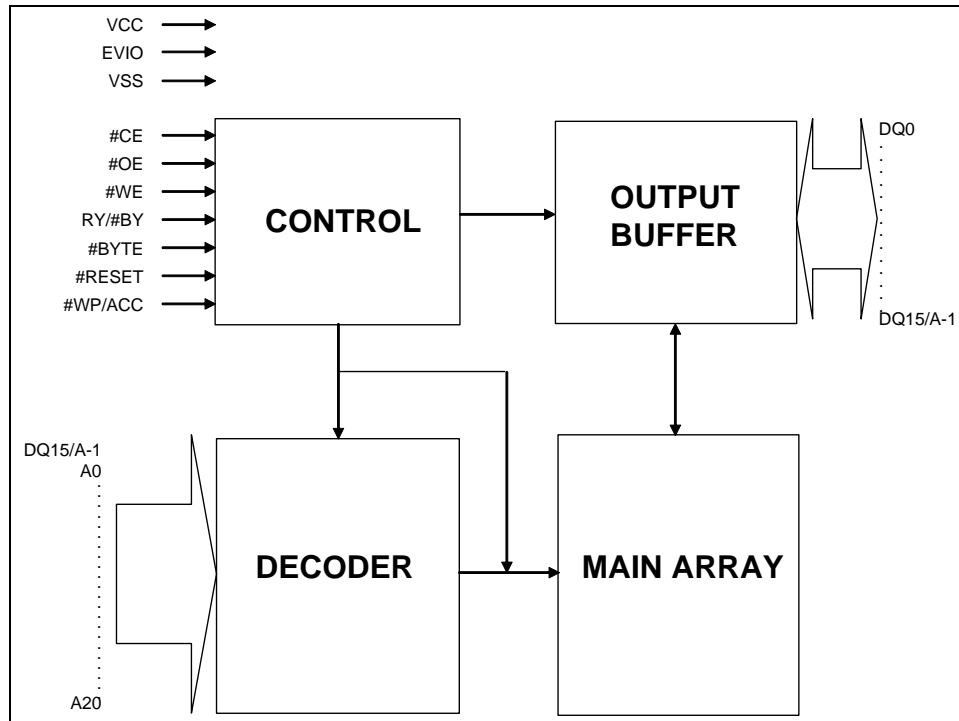 VCC
EVIO
VSS
#CE
#OE
#WE
RY/#BY
#BYTE
#RESET
#WP/ACC
CONTROL
OUTPUT
BUFFER
DQ0
DQ15/A-1
DQ15/A-1
A0
A20
DECODER
MAIN ARRAY